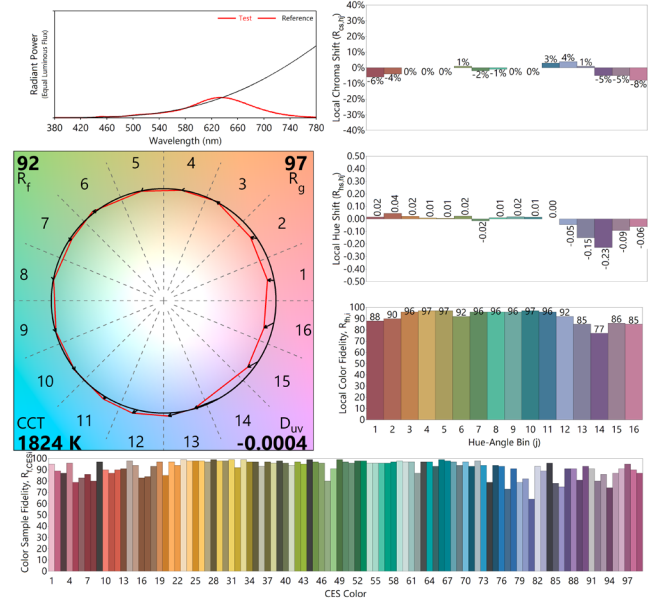 Radiant Power
(Equal Luminous Flux)
Test
Reference
380 420 460 500 540 580 620 660 700 740 780
Wavelength (nm)
Local Chroma Shift (Rcs,hj)
40%
30%
20%
10%
0%
-10%
-20%
-30%
-40%
-6% -4% 0% 0% 0% 1% -2% -1% 0% 0% 3% 4% 1% -5% -5% -8%
92
Rf
97
Rg
1
2
3
4
5
6
7
8
9
10
11
12
13
14
15
16
CCT
1824 K
Duv
-0.0004
Local Hue Shift (Rhs,hj)
0.50
0.40
0.30
0.20
0.10
0.00
-0.10
-0.20
-0.30
-0.40
-0.50
0.02 0.04 0.02 0.01 0.01 0.02 -0.02 0.01 0.02 0.01 0.00 -0.05 -0.15 -0.23 -0.09 -0.06
Local Color Fidelity, Rfh,j
100
90
80
70
60
50
40
30
20
10
0
88 90 96 97 97 92 96 96 96 97 96 92 85 77 86 85
1 2 3 4 5 6 7 8 9 10 11 12 13 14 15 16
Hue-Angle Bin (j)
Color Sample Fidelity, Rf,CESi
100
90
80
70
60
50
40
30
20
10
0
1 4 7 10 13 16 19 22 25 28 31 34 37 40 43 46 49 52 55 58 61 64 67 70 73 76 79 82 85 88 91 94 97
CES Color